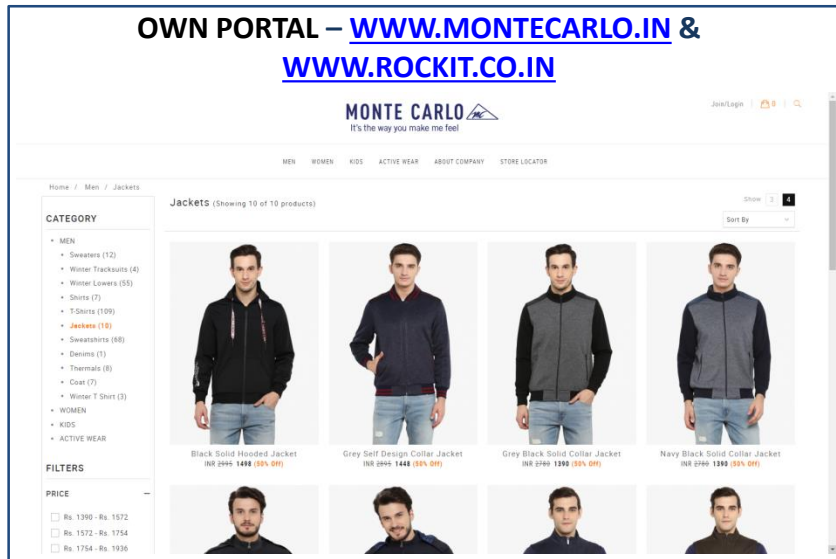 OWN PORTAL – WWW.MONTECARLO.IN &
WWW.ROCKIT.CO.IN
MONTE CARLO mc
It's the way you make me feel
Join/Login | 0 |
MEN WOMEN KIDS ACTIVE WEAR ABOUT COMPANY STORE LOCATOR
Home / Men / Jackets
Jackets (Showing 10 of 10 products)
Show 3 4
Sort By
CATEGORY
MEN
Sweaters (12)
Winter Tracksuits (4)
Winter Lowers (55)
Shirts (7)
T-Shirts (109)
Jackets (10)
Sweatshirts (68)
Denims (1)
Thermals (8)
Coat (7)
Winter T Shirt (3)
WOMEN
KIDS
ACTIVE WEAR
FILTERS
PRICE –
Rs. 1390 - Rs. 1572
Rs. 1572 - Rs. 1754
Rs. 1754 - Rs. 1936
Black Solid Hooded Jacket
INR 2995 1498 (50% Off)
Grey Self Design Collar Jacket
INR 2895 1448 (50% Off)
Grey Black Solid Collar Jacket
INR 2780 1390 (50% Off)
Navy Black Solid Collar Jacket
INR 2780 1390 (50% Off)